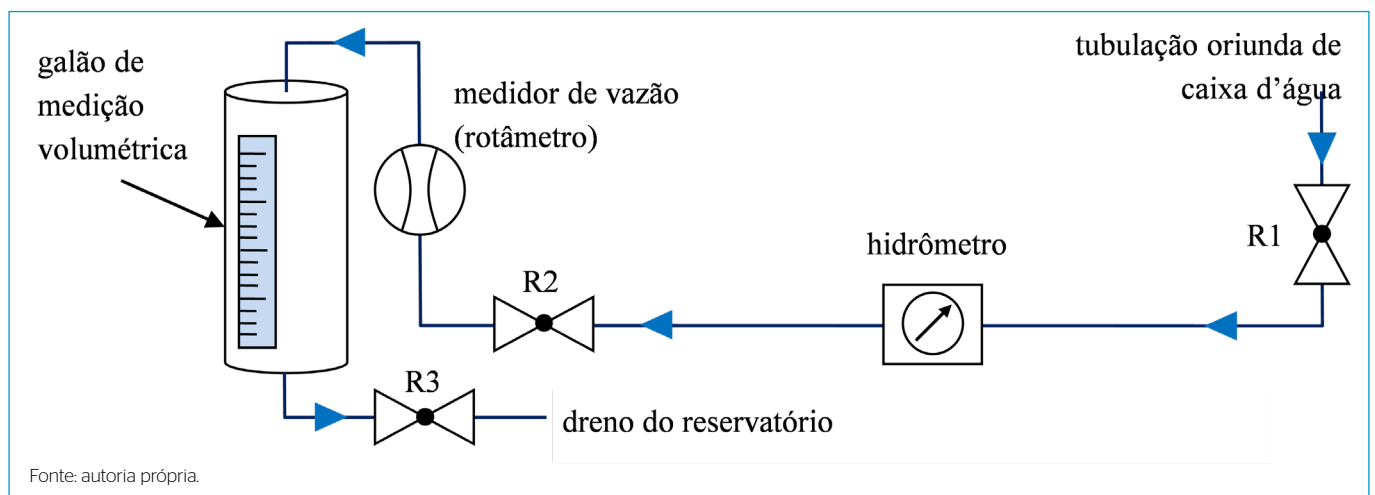 galão de
medição
volumétrica
medidor de vazão
(rotâmetro)
tubulação oriunda de
caixa d’água
R1
hidrômetro
R2
R3
dreno do reservatório
Fonte: autoria própria.